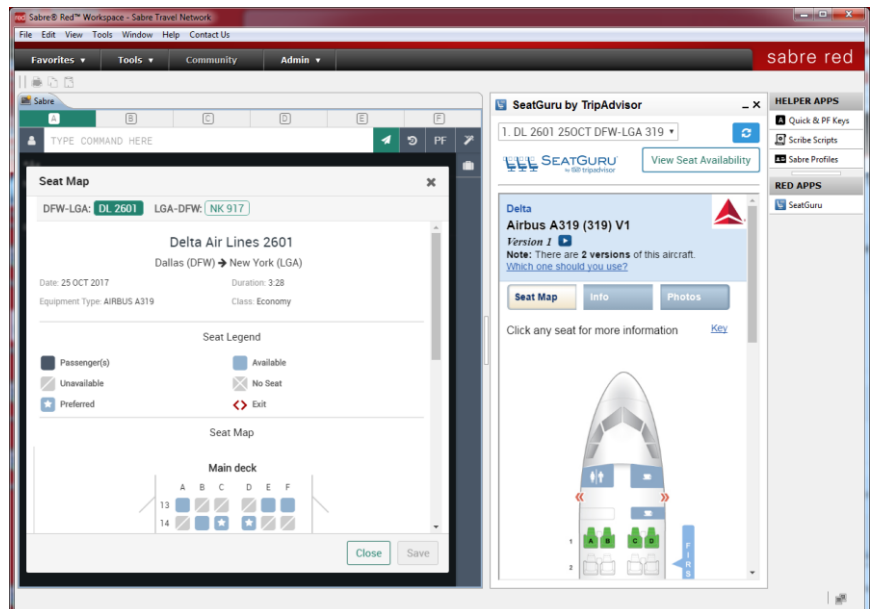 Sabre® Red™ Workspace - Sabre Travel Network
File Edit View Tools Window Help Contact Us
Favorites ▾ Tools ▾ Community Admin ▾ sabre red
Sabre
A B C D E F
TYPE COMMAND HERE
PF
Seat Map
DFW-LGA: DL 2601 LGA-DFW: NK 917
Delta Air Lines 2601
Dallas (DFW) ➔ New York (LGA)
Date: 25 OCT 2017 Duration: 3:28
Equipment Type: AIRBUS A319 Class: Economy
Seat Legend
Passenger(s) Available
Unavailable No Seat
Preferred Exit
Seat Map
Main deck
A B C D E F
13
14
Close Save
SeatGuru by TripAdvisor
1. DL 2601 25OCT DFW-LGA 319 ▾
SEATGURU
by tripadvisor
View Seat Availability
Delta
Airbus A319 (319) V1
Version 1
Note: There are 2 versions of this aircraft.
Which one should you use?
Seat Map Info Photos
Click any seat for more information Key
1 A B C D
2
F
I
R
S
HELPER APPS
Quick & PF Keys
Scribe Scripts
Sabre Profiles
RED APPS
SeatGuru